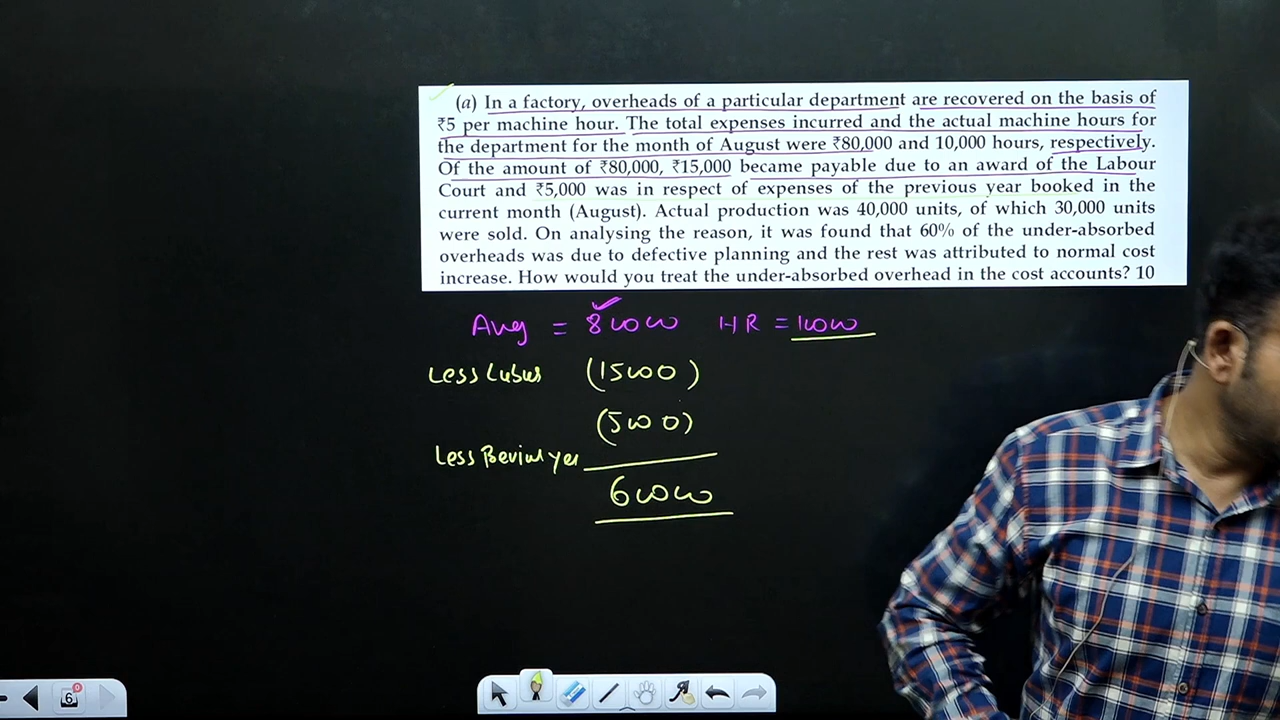 (a) In a factory, overheads of a particular department are recovered on the basis of
₹5 per machine hour. The total expenses incurred and the actual machine hours for
the department for the month of August were ₹80,000 and 10,000 hours, respectively.
Of the amount of ₹80,000, ₹15,000 became payable due to an award of the Labour
Court and ₹5,000 was in respect of expenses of the previous year booked in the
current month (August). Actual production was 40,000 units, of which 30,000 units
were sold. On analysing the reason, it was found that 60% of the under-absorbed
overheads was due to defective planning and the rest was attributed to normal cost
increase. How would you treat the under-absorbed overhead in the cost accounts? 10
Aug = 80000 HR = 10000
Less (15000)
(5000)
Less
60000
6